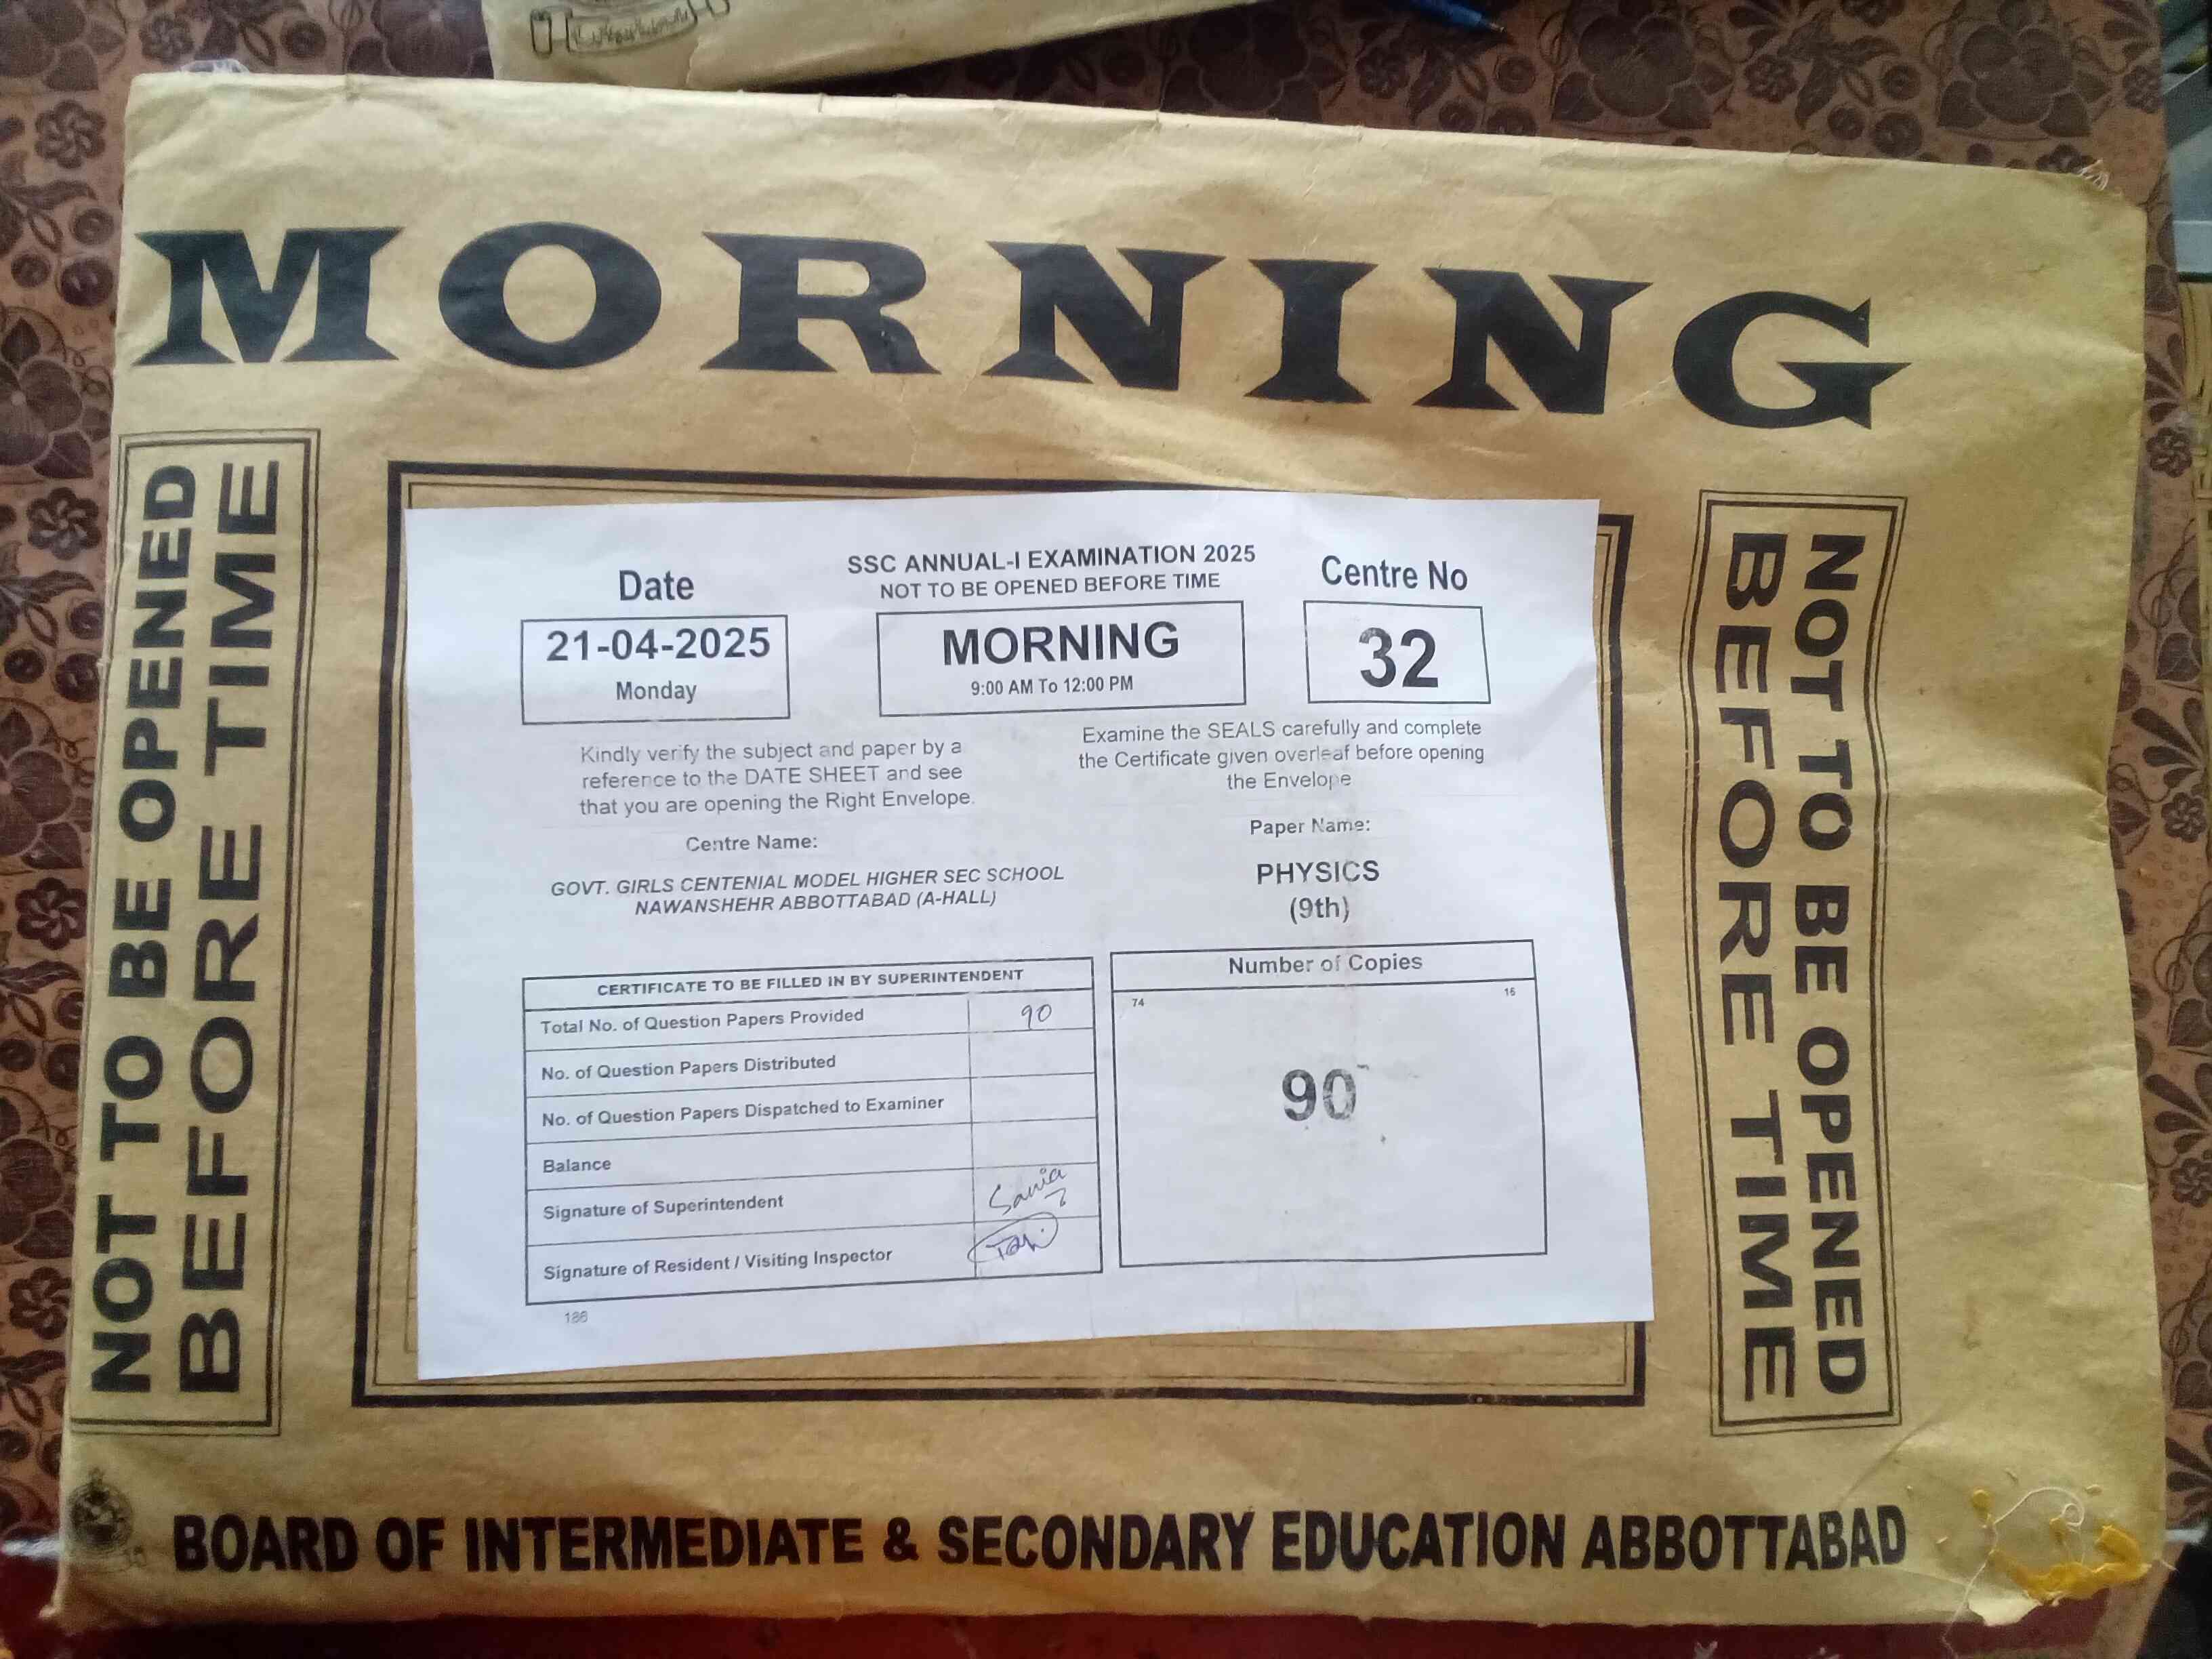 MORNING
NOT TO BE OPENED
BEFORE TIME
SSC ANNUAL-I EXAMINATION 2025
NOT TO BE OPENED BEFORE TIME
Date
21-04-2025
Monday
MORNING
9:00 AM To 12:00 PM
Centre No
32
Kindly verify the subject and paper by a
reference to the DATE SHEET and see
that you are opening the Right Envelope.
Examine the SEALS carefully and complete
the Certificate given overleaf before opening
the Envelope
Centre Name:
GOVT. GIRLS CENTENIAL MODEL HIGHER SEC SCHOOL
NAWANSHEHR ABBOTTABAD (A-HALL)
Paper Name:
PHYSICS
(9th)
CERTIFICATE TO BE FILLED IN BY SUPERINTENDENT
Total No. of Question Papers Provided 90
No. of Question Papers Distributed
No. of Question Papers Dispatched to Examiner
Balance
Signature of Superintendent Sania
Signature of Resident / Visiting Inspector
Number of Copies
74 16
90
186
NOT TO BE OPENED
BEFORE TIME
BOARD OF INTERMEDIATE & SECONDARY EDUCATION ABBOTTABAD